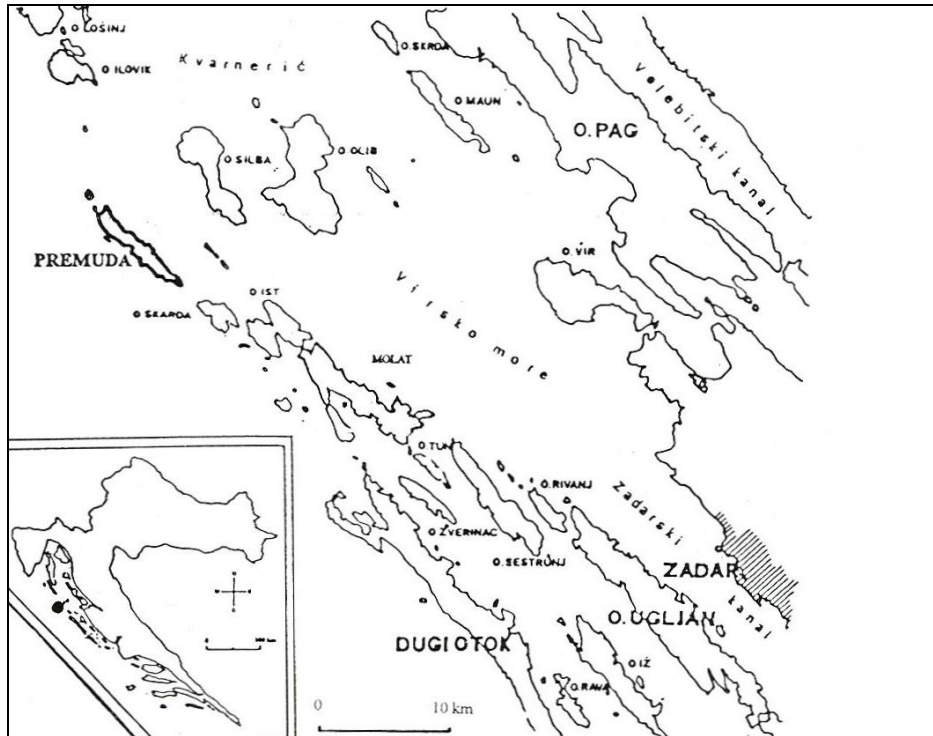 O LOŠINJ
O ILOVIK
Kvarnerić
O.SKRDA
O MAUN
O.PAG
Velebitski kanal
O SILBA
O OLIB
PREMUDA
O.VIR
O IST
O SKARDA
Virsko more
MOLAT
O TUN
O.RIVANJ
Zadarski kanal
O ZVERINAC
O.SESTRUNJ
ZADAR
O.UGLJAN
DUGI OTOK
O IŽ
O.RAVA
0 10 km